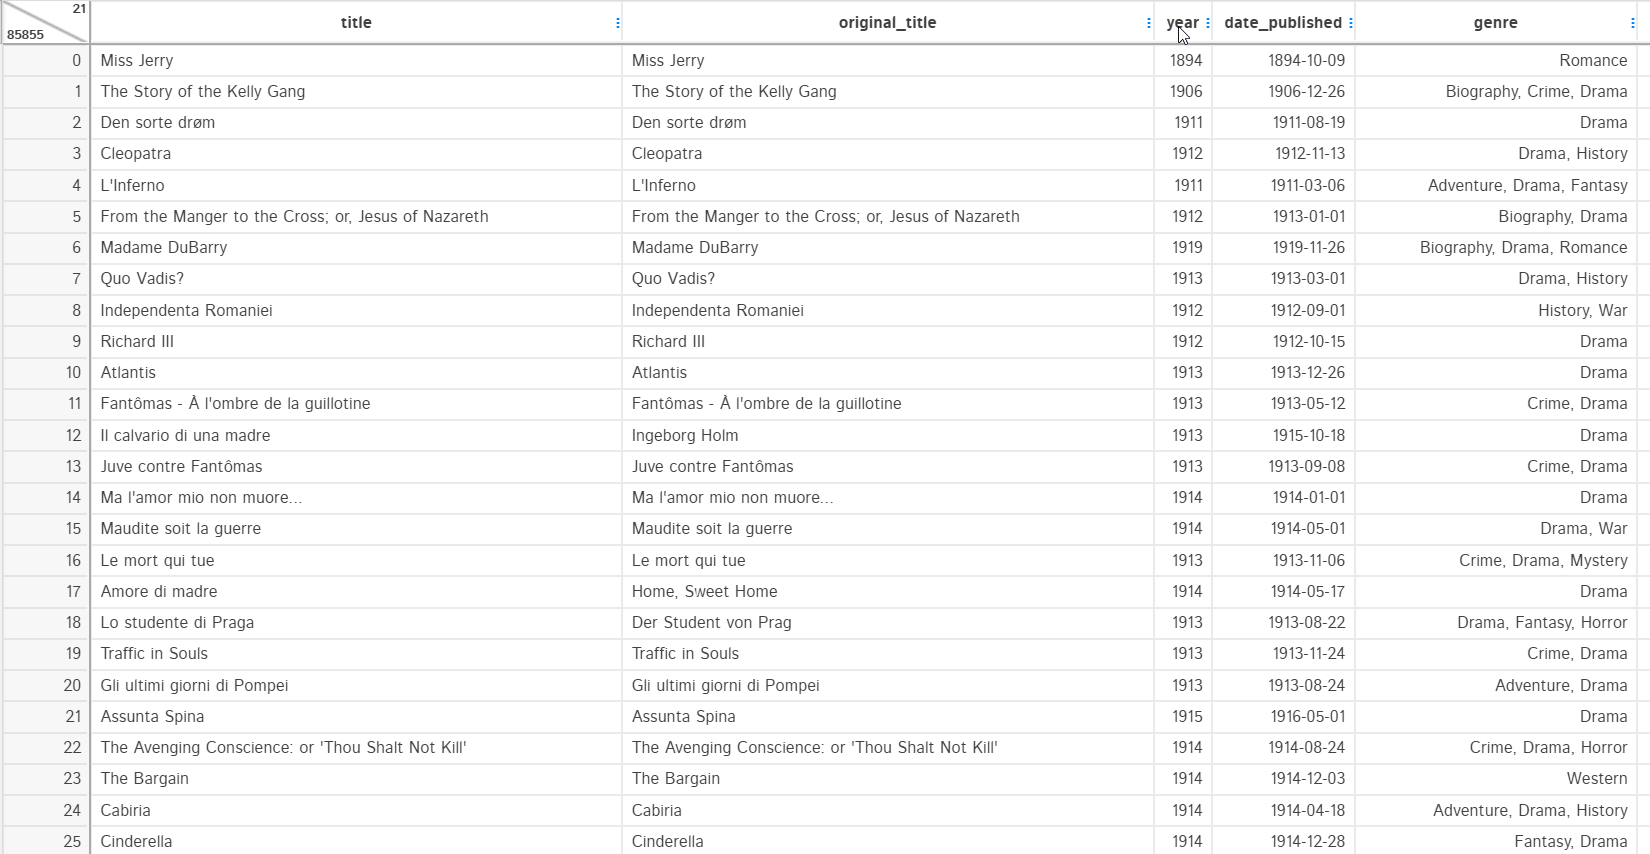 21
85855
title original_title year date_published genre
0 Miss Jerry Miss Jerry 1894 1894-10-09 Romance
1 The Story of the Kelly Gang The Story of the Kelly Gang 1906 1906-12-26 Biography, Crime, Drama
2 Den sorte drøm Den sorte drøm 1911 1911-08-19 Drama
3 Cleopatra Cleopatra 1912 1912-11-13 Drama, History
4 L'Inferno L'Inferno 1911 1911-03-06 Adventure, Drama, Fantasy
5 From the Manger to the Cross; or, Jesus of Nazareth From the Manger to the Cross; or, Jesus of Nazareth 1912 1913-01-01 Biography, Drama
6 Madame DuBarry Madame DuBarry 1919 1919-11-26 Biography, Drama, Romance
7 Quo Vadis? Quo Vadis? 1913 1913-03-01 Drama, History
8 Independenta Romaniei Independenta Romaniei 1912 1912-09-01 History, War
9 Richard III Richard III 1912 1912-10-15 Drama
10 Atlantis Atlantis 1913 1913-12-26 Drama
11 Fantômas - À l'ombre de la guillotine Fantômas - À l'ombre de la guillotine 1913 1913-05-12 Crime, Drama
12 Il calvario di una madre Ingeborg Holm 1913 1915-10-18 Drama
13 Juve contre Fantômas Juve contre Fantômas 1913 1913-09-08 Crime, Drama
14 Ma l'amor mio non muore... Ma l'amor mio non muore... 1914 1914-01-01 Drama
15 Maudite soit la guerre Maudite soit la guerre 1914 1914-05-01 Drama, War
16 Le mort qui tue Le mort qui tue 1913 1913-11-06 Crime, Drama, Mystery
17 Amore di madre Home, Sweet Home 1914 1914-05-17 Drama
18 Lo studente di Praga Der Student von Prag 1913 1913-08-22 Drama, Fantasy, Horror
19 Traffic in Souls Traffic in Souls 1913 1913-11-24 Crime, Drama
20 Gli ultimi giorni di Pompei Gli ultimi giorni di Pompei 1913 1913-08-24 Adventure, Drama
21 Assunta Spina Assunta Spina 1915 1916-05-01 Drama
22 The Avenging Conscience: or 'Thou Shalt Not Kill' The Avenging Conscience: or 'Thou Shalt Not Kill' 1914 1914-08-24 Crime, Drama, Horror
23 The Bargain The Bargain 1914 1914-12-03 Western
24 Cabiria Cabiria 1914 1914-04-18 Adventure, Drama, History
25 Cinderella Cinderella 1914 1914-12-28 Fantasy, Drama